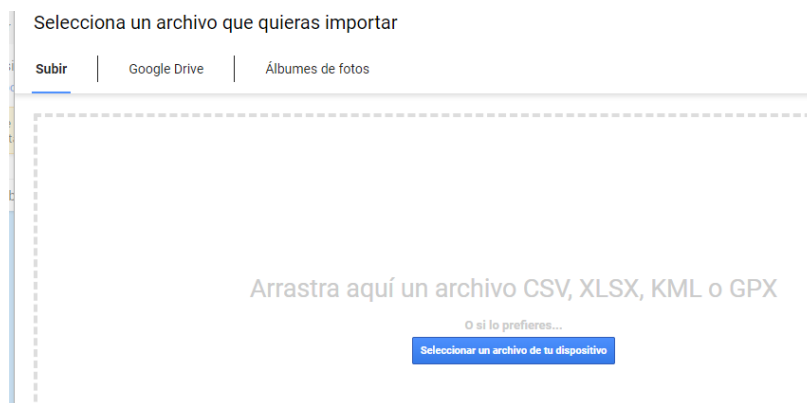 Selecciona un archivo que quieras importar
Subir
Google Drive
Álbumes de fotos
Arrastra aquí un archivo CSV, XLSX, KML o GPX
O si lo prefieres...
Seleccionar un archivo de tu dispositivo